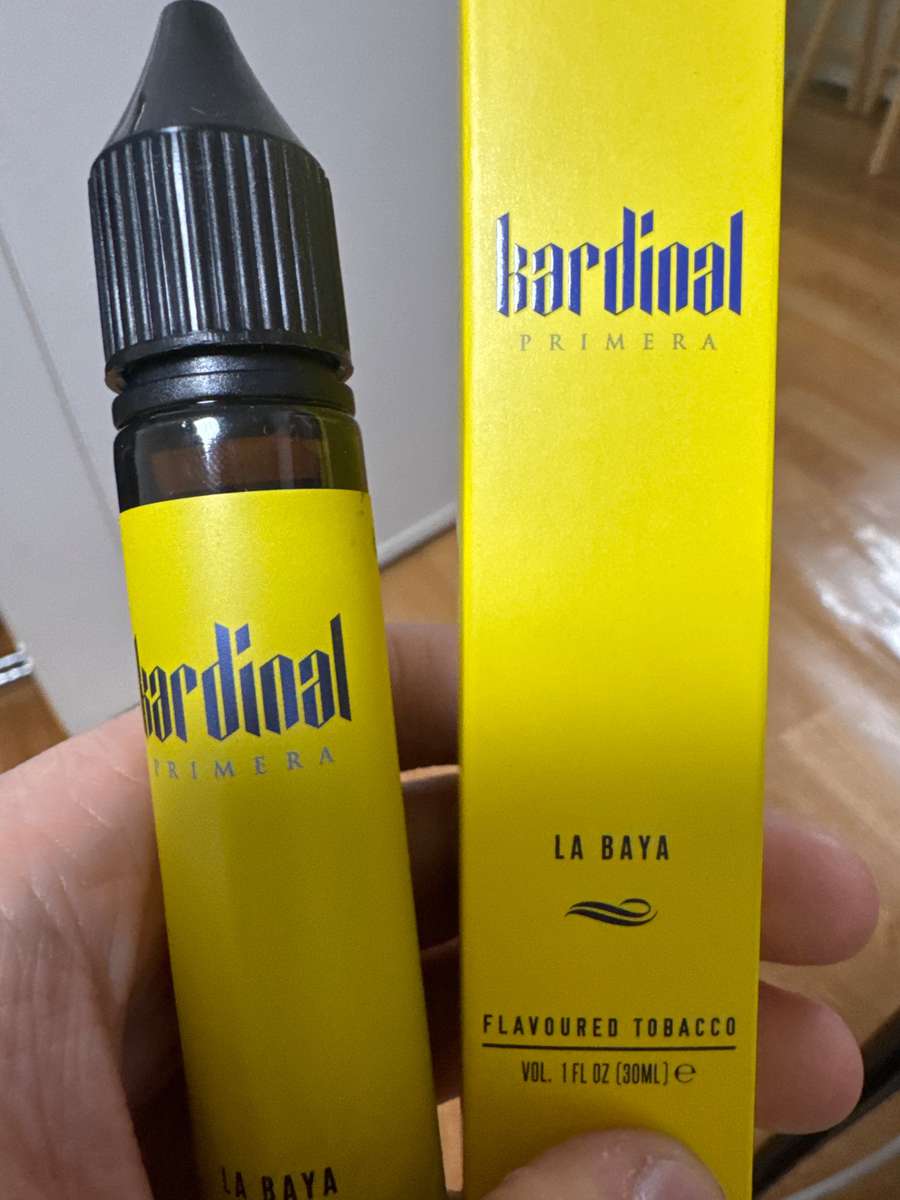 kardinal
PRIMERA
LA BAYA
kardinal
PRIMERA
LA BAYA
FLAVOURED TOBACCO
VOL. 1 FL OZ (30ML) ℮